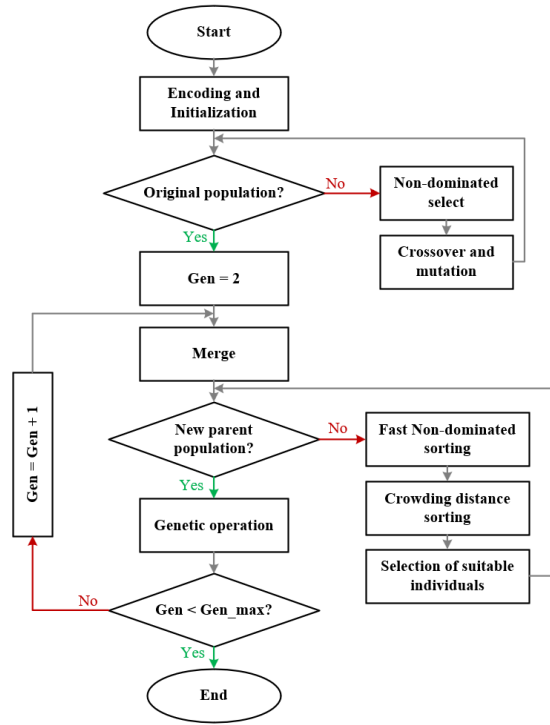 Start
Encoding and
Initialization
Original population?
No
Non-dominated
select
Crossover and
mutation
Yes
Gen = 2
Merge
Gen = Gen + 1
New parent
population?
No
Fast Non-dominated
sorting
Crowding distance
sorting
Selection of suitable
individuals
Yes
Genetic operation
Gen < Gen_max?
No
Yes
End